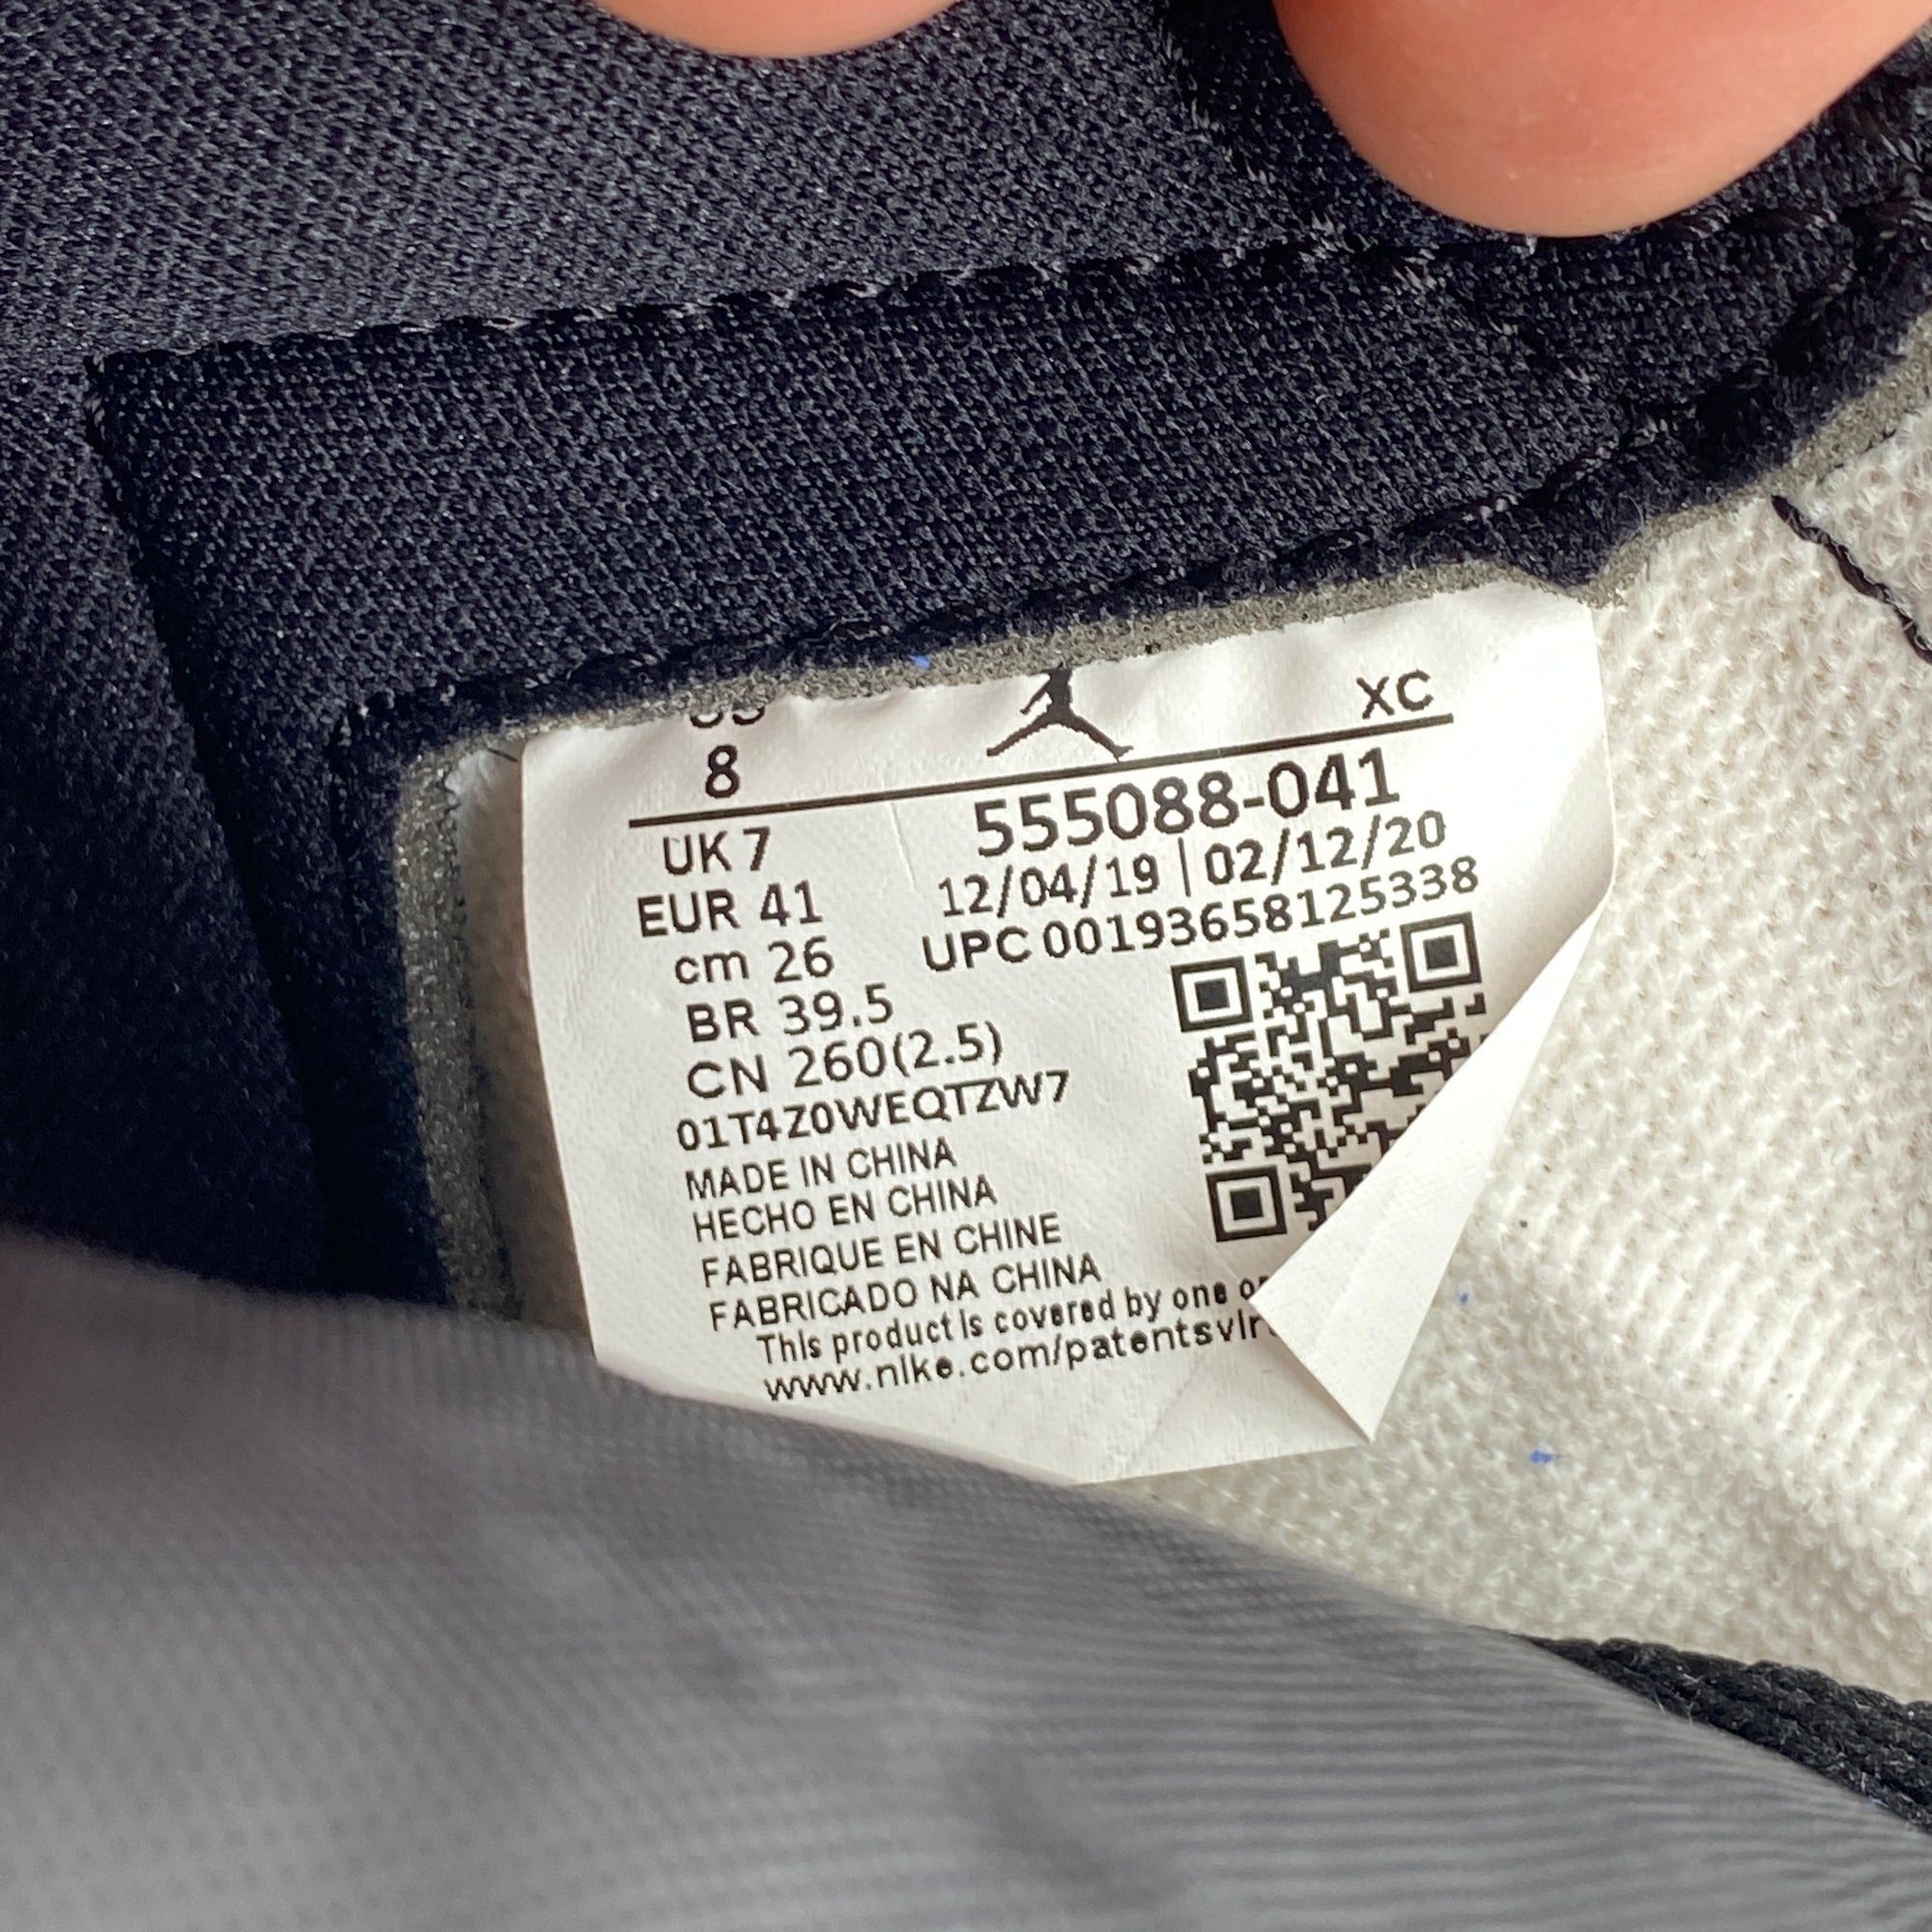 US XC
8
555088-041
UK 7
12/04/19 | 02/12/20
EUR 41
UPC 00193658125338
cm 26
BR 39.5
CN 260(2.5)
01T4Z0WEQTZW7
MADE IN CHINA
HECHO EN CHINA
FABRIQUE EN CHINE
FABRICADO NA CHINA
This product is covered by one
www.nike.com/patents